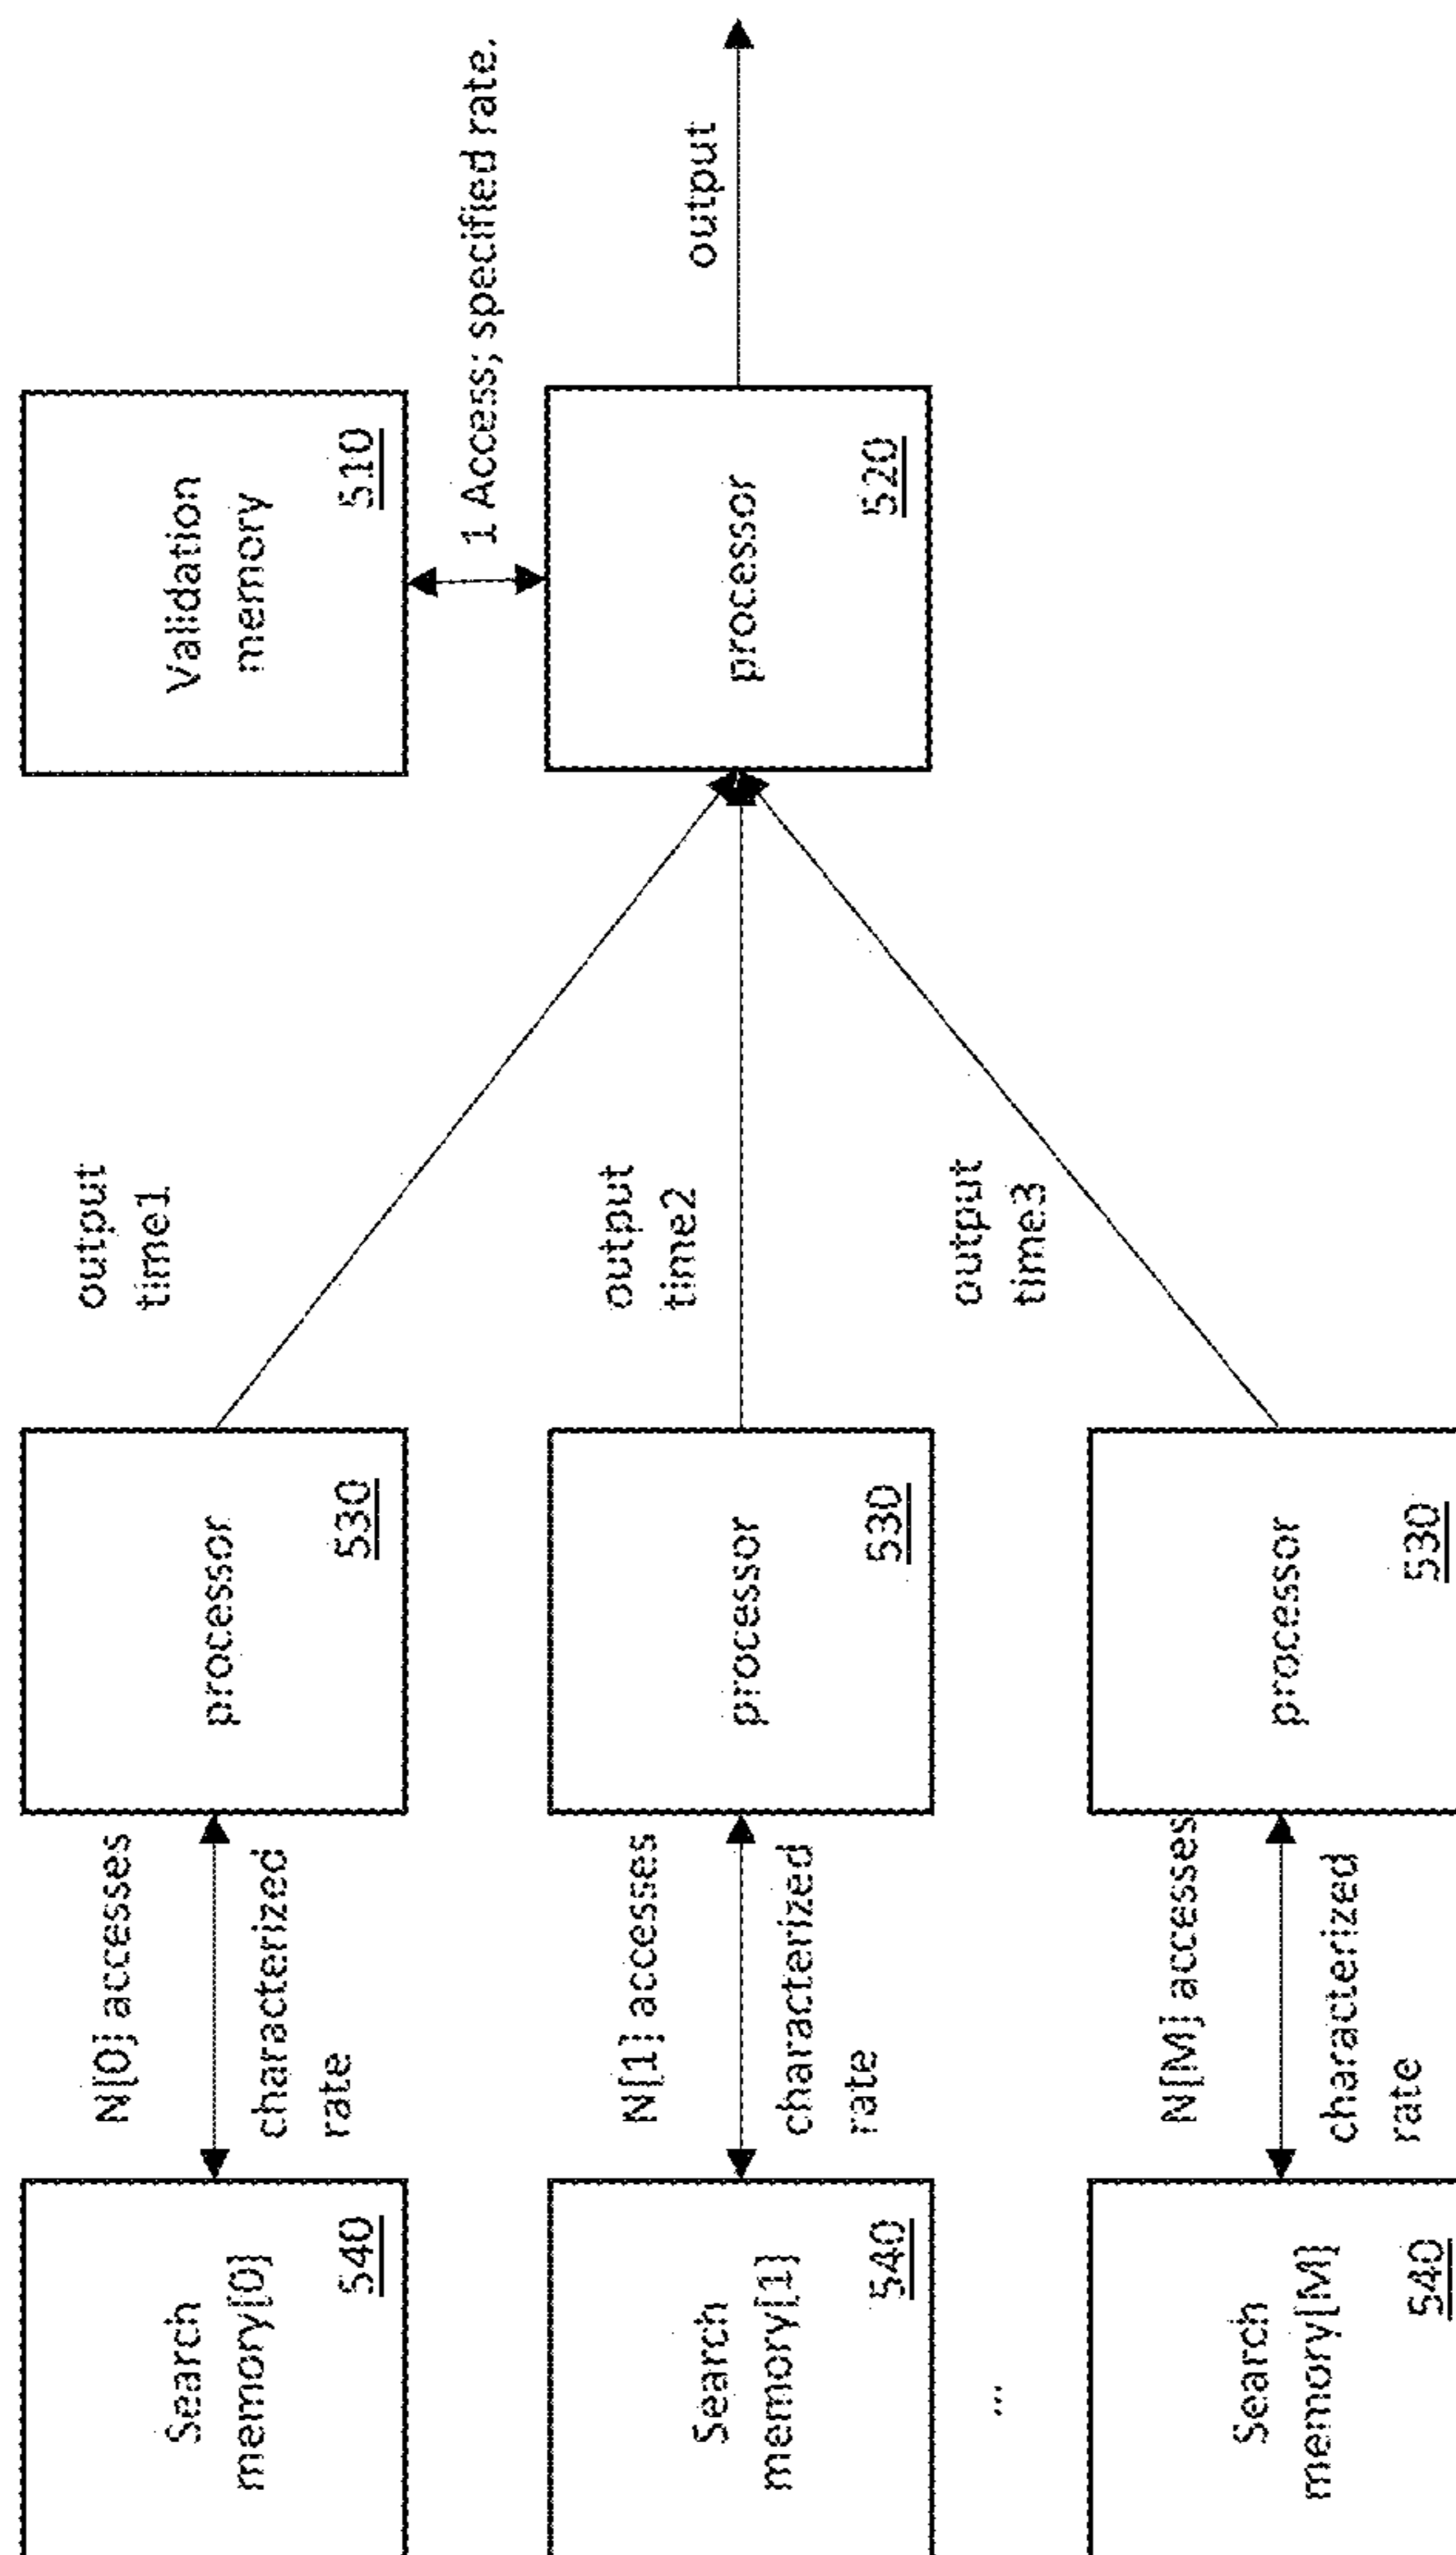 Search
memory[0]
540
N[0] accesses
characterized
rate
processor
530
output
time1
Validation
memory
510
1 Access; specified rate.
Search
memory[1]
540
N[1] accesses
characterized
rate
processor
530
output
time2
processor
520
output
...
Search
memory[M]
540
N[M] accesses
characterized
rate
processor
530
output
time3